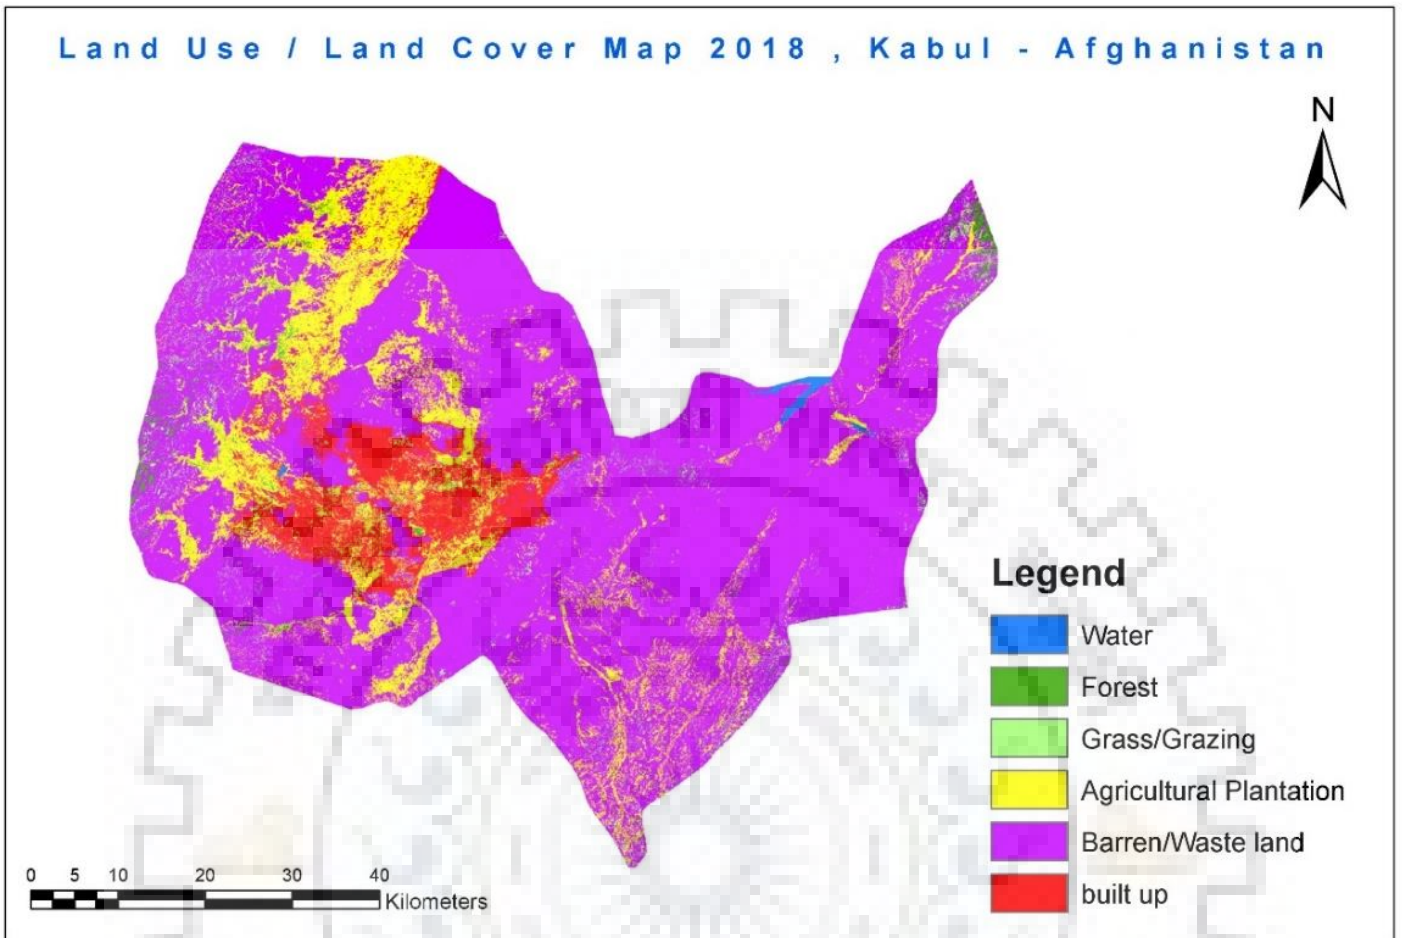 Land Use / Land Cover Map 2018 , Kabul - Afghanistan
N
Legend
Water
Forest
Grass/Grazing
Agricultural Plantation
Barren/Waste land
built up
0 5 10 20 30 40
Kilometers